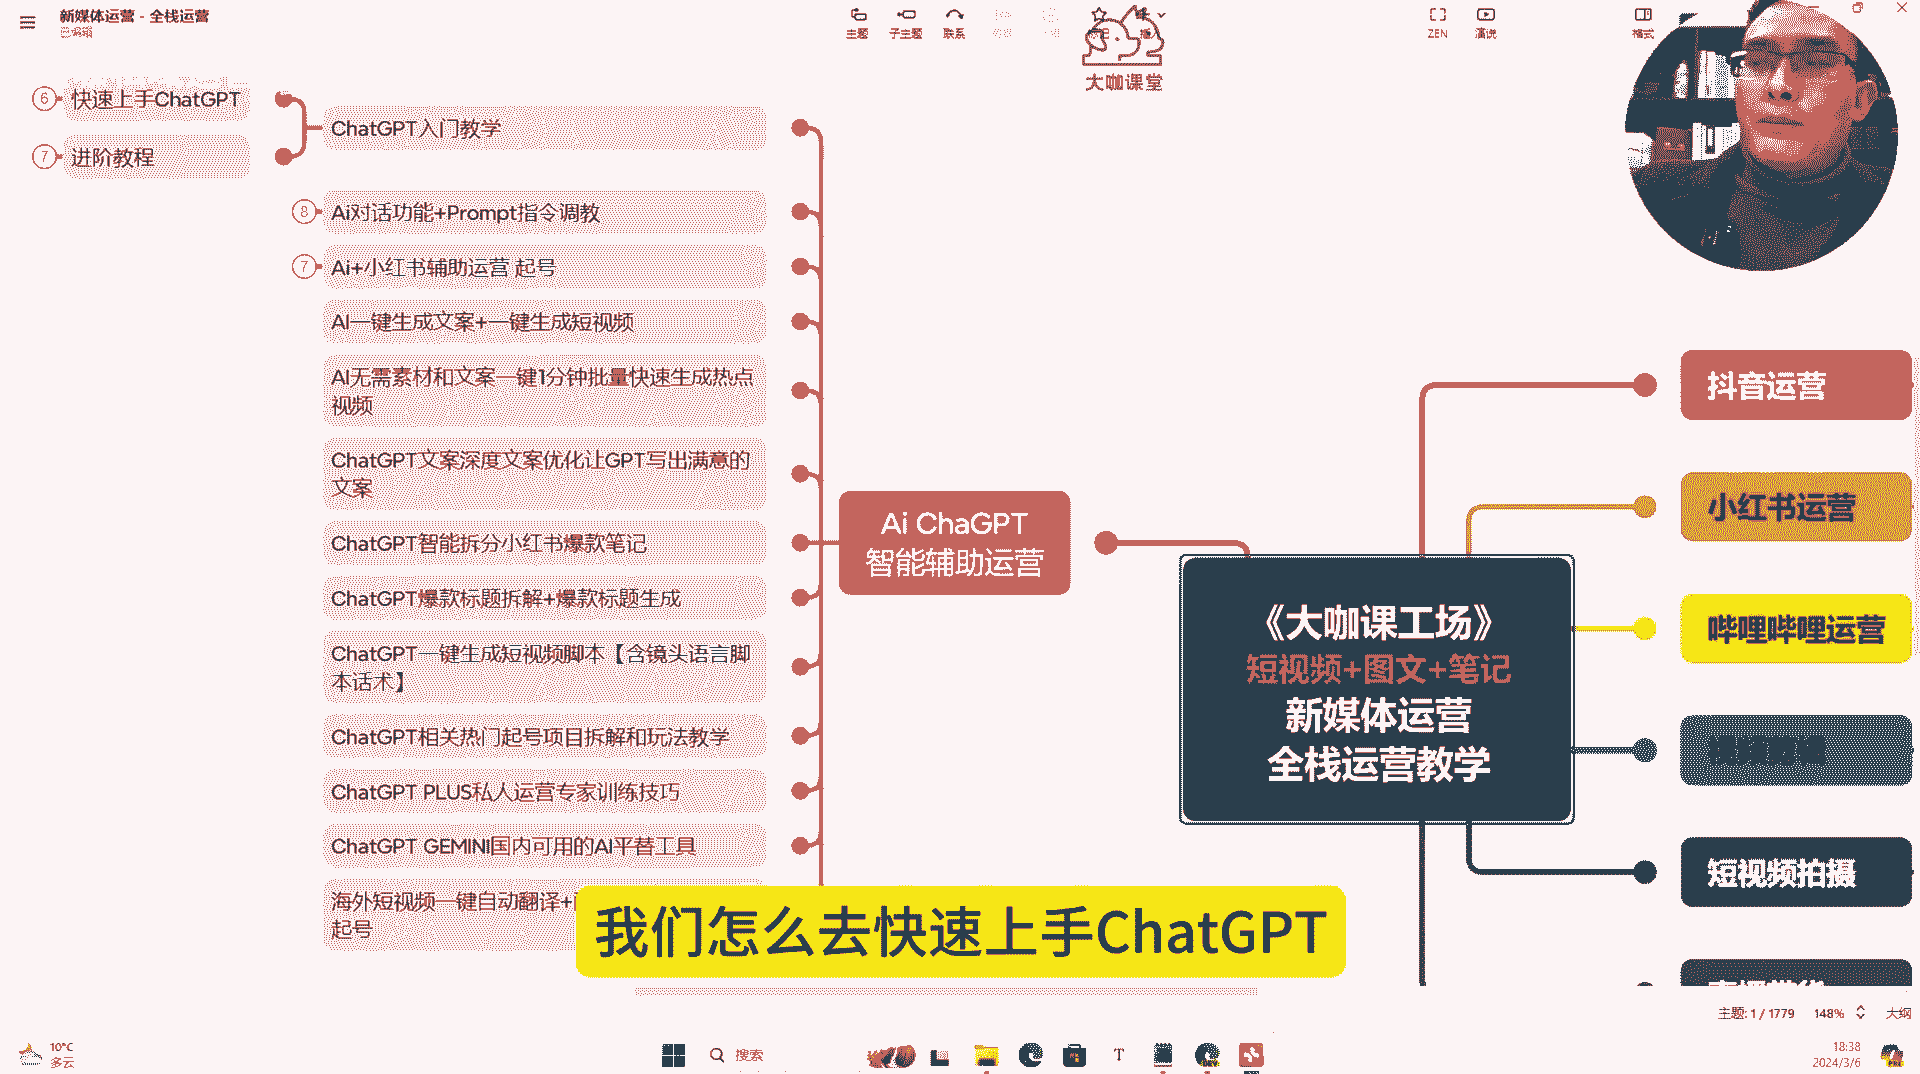 新媒体运营 - 全栈运营
已编辑
主题
子主题
联系
ZEN
演说
格式
大咖课堂
6
快速上手ChatGPT
7
进阶教程
ChatGPT入门教学
8
Ai对话功能+Prompt指令调教
7
Ai+小红书辅助运营 起号
AI一键生成文案+一键生成短视频
AI无需素材和文案一键1分钟批量快速生成热点
视频
ChatGPT文案深度文案优化让GPT写出满意的
文案
ChatGPT智能拆分小红书爆款笔记
ChatGPT爆款标题拆解+爆款标题生成
ChatGPT一键生成短视频脚本【含镜头语言脚
本话术】
ChatGPT相关热门起号项目拆解和玩法教学
ChatGPT PLUS私人运营专家训练技巧
ChatGPT GEMINI国内可用的AI平替工具
海外短视频一键自动翻译+
起号
Ai ChaGPT
智能辅助运营
《大咖课工场》
短视频+图文+笔记
新媒体运营
全栈运营教学
抖音运营
小红书运营
哔哩哔哩运营
短视频拍摄
我们怎么去快速上手ChatGPT
主题: 1 / 1779
148%
大纲
10°C
多云
搜索
18:38
2024/3/6